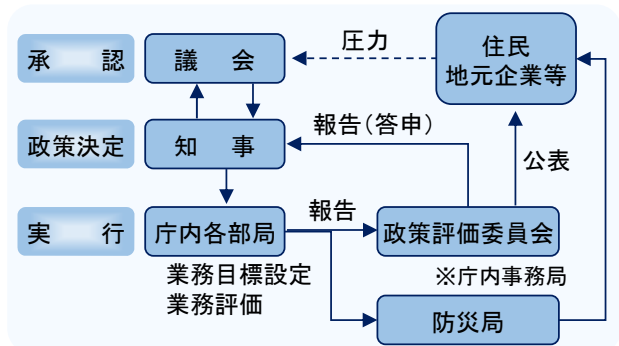 承　認
議　会
圧力
住民
地元企業等
政策決定
知　事
報告（答申）
公表
実　行
庁内各部局
報告
政策評価委員会
業務目標設定
業務評価
※庁内事務局
防災局